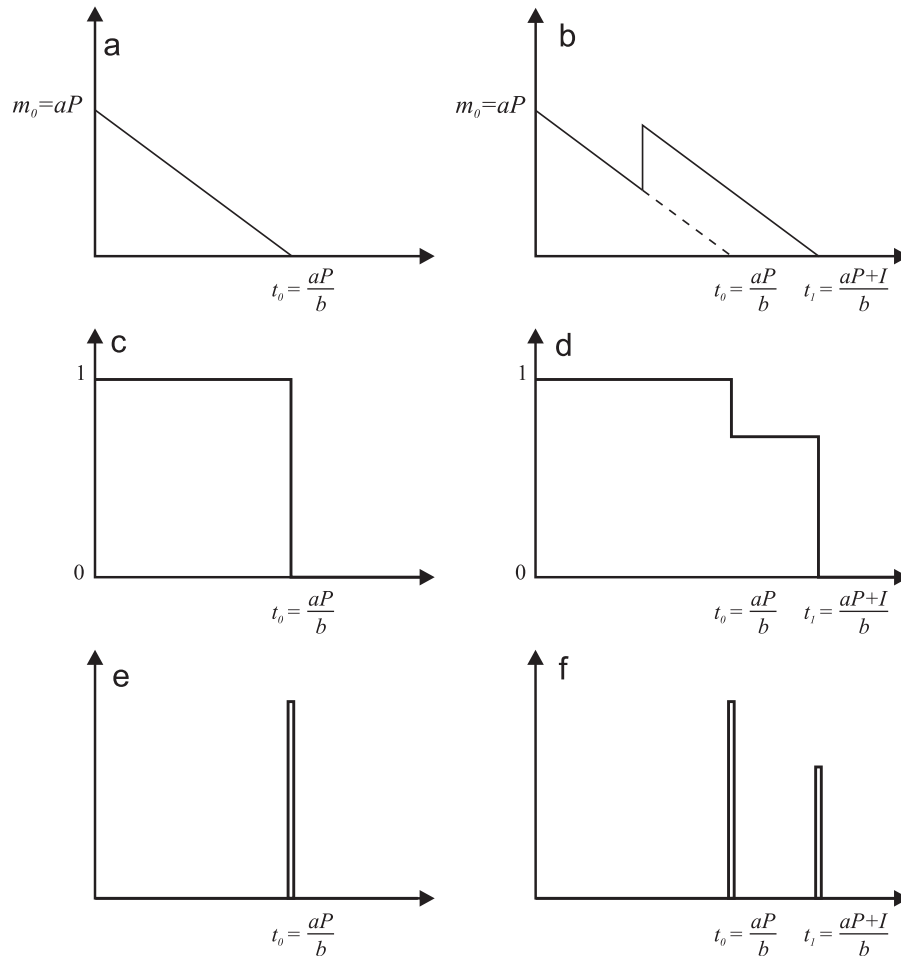 a
m₀=aP
t₀ = aP/b
b
m₀=aP
t₀ = aP/b
t₁ = aP+I/b
c
1
0
t₀ = aP/b
d
1
0
t₀ = aP/b
t₁ = aP+I/b
e
t₀ = aP/b
f
t₀ = aP/b
t₁ = aP+I/b